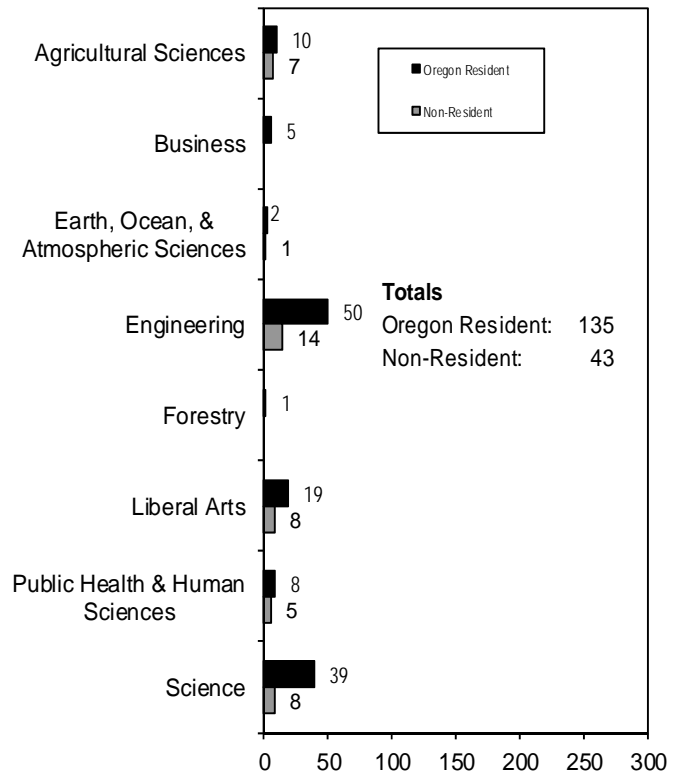 Agricultural Sciences
10
7
Oregon Resident
Non-Resident
Business
5
Earth, Ocean, &
Atmospheric Sciences
2
1
Engineering
50
14
Totals
Oregon Resident: 135
Non-Resident: 43
Forestry
1
Liberal Arts
19
8
Public Health & Human
Sciences
8
5
Science
39
8
0 50 100 150 200 250 300